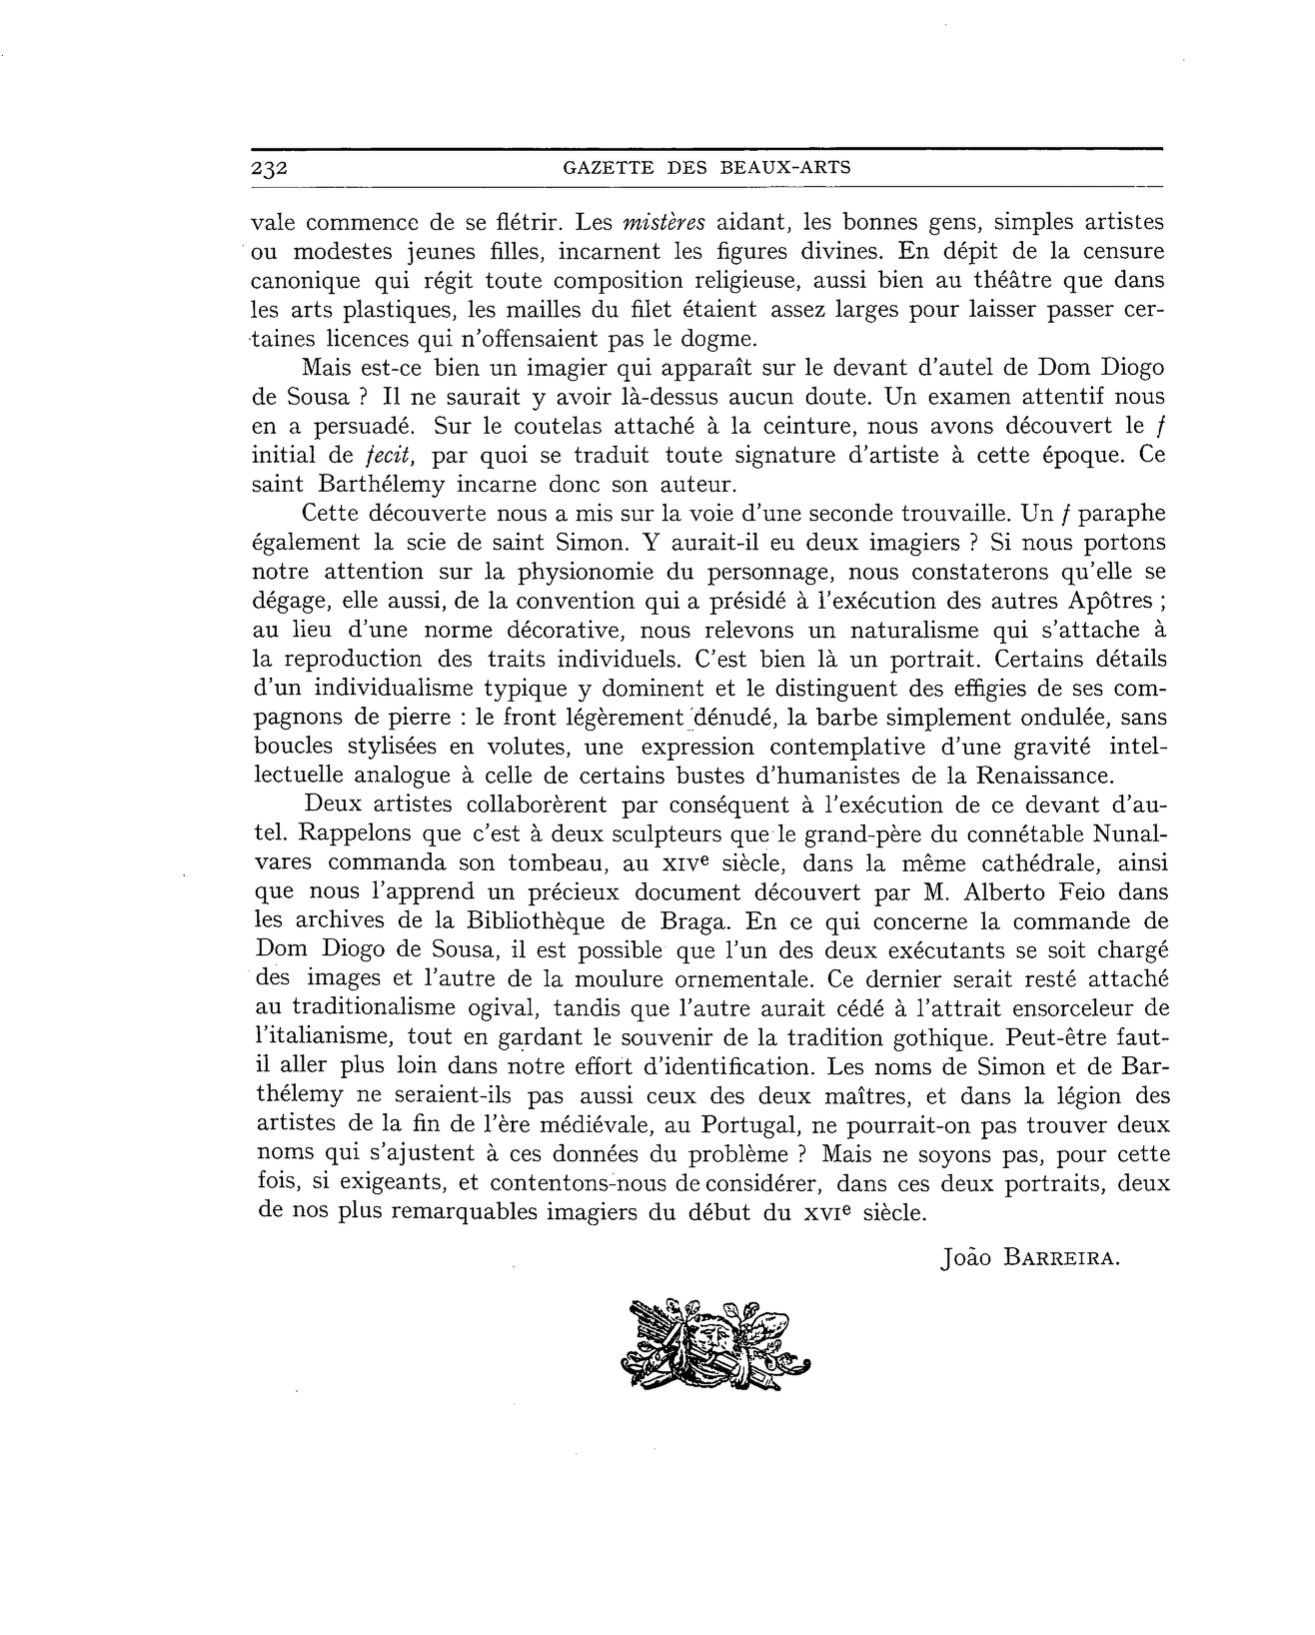 232
GAZETTE DES BEAUX-ARTS
vale commence de se flétrir. Les mistères aidant, les bonnes gens, simples artistes
ou modestes jeunes filles, incarnent les figures divines. En dépit de la censure
canonique qui régit toute composition religieuse, aussi bien au théâtre que dans
les arts plastiques, les mailles du filet étaient assez larges pour laisser passer cer-
taines licences qui n'offensaient pas le dogme.
Mais est-ce bien un imagier qui apparaît sur le devant d'autel de Dom Diogo
de Sousa ? Il ne saurait y avoir là-dessus aucun doute. Un examen attentif nous
en a persuadé. Sur le coutelas attaché à la ceinture, nous avons découvert le f
initial de fecit, par quoi se traduit toute signature d'artiste à cette époque. Ce
saint Barthélemy incarne donc son auteur.
Cette découverte nous a mis sur la voie d'une seconde trouvaille. Un f paraphe
également la scie de saint Simon. Y aurait-il eu deux imagiers ? Si nous portons
notre attention sur la physionomie du personnage, nous constaterons qu'elle se
dégage, elle aussi, de la convention qui a présidé à l'exécution des autres Apôtres ;
au lieu d'une norme décorative, nous relevons un naturalisme qui s'attache à
la reproduction des traits individuels. C'est bien là un portrait. Certains détails
d'un individualisme typique y dominent et le distinguent des effigies de ses com-
pagnons de pierre : le front légèrement dénudé, la barbe simplement ondulée, sans
boucles stylisées en volutes, une expression contemplative d'une gravité intel-
lectuelle analogue à celle de certains bustes d'humanistes de la Renaissance.
Deux artistes collaborèrent par conséquent à l'exécution de ce devant d'au-
tel. Rappelons que c'est à deux sculpteurs que le grand-père du connétable Nunal-
vares commanda son tombeau, au XIVe siècle, dans la même cathédrale, ainsi
que nous l'apprend un précieux document découvert par M. Alberto Feio dans
les archives de la Bibliothèque de Braga. En ce qui concerne la commande de
Dom Diogo de Sousa, il est possible que l'un des deux exécutants se soit chargé
des images et l'autre de la moulure ornementale. Ce dernier serait resté attaché
au traditionalisme ogival, tandis que l'autre aurait cédé à l'attrait ensorceleur de
l'italianisme, tout en gardant le souvenir de la tradition gothique. Peut-être faut-
il aller plus loin dans notre effort d'identification. Les noms de Simon et de Bar-
thélemy ne seraient-ils pas aussi ceux des deux maîtres, et dans la légion des
artistes de la fin de l'ère médiévale, au Portugal, ne pourrait-on pas trouver deux
noms qui s'ajustent à ces données du problème ? Mais ne soyons pas, pour cette
fois, si exigeants, et contentons-nous de considérer, dans ces deux portraits, deux
de nos plus remarquables imagiers du début du XVIe siècle.
João BARREIRA.